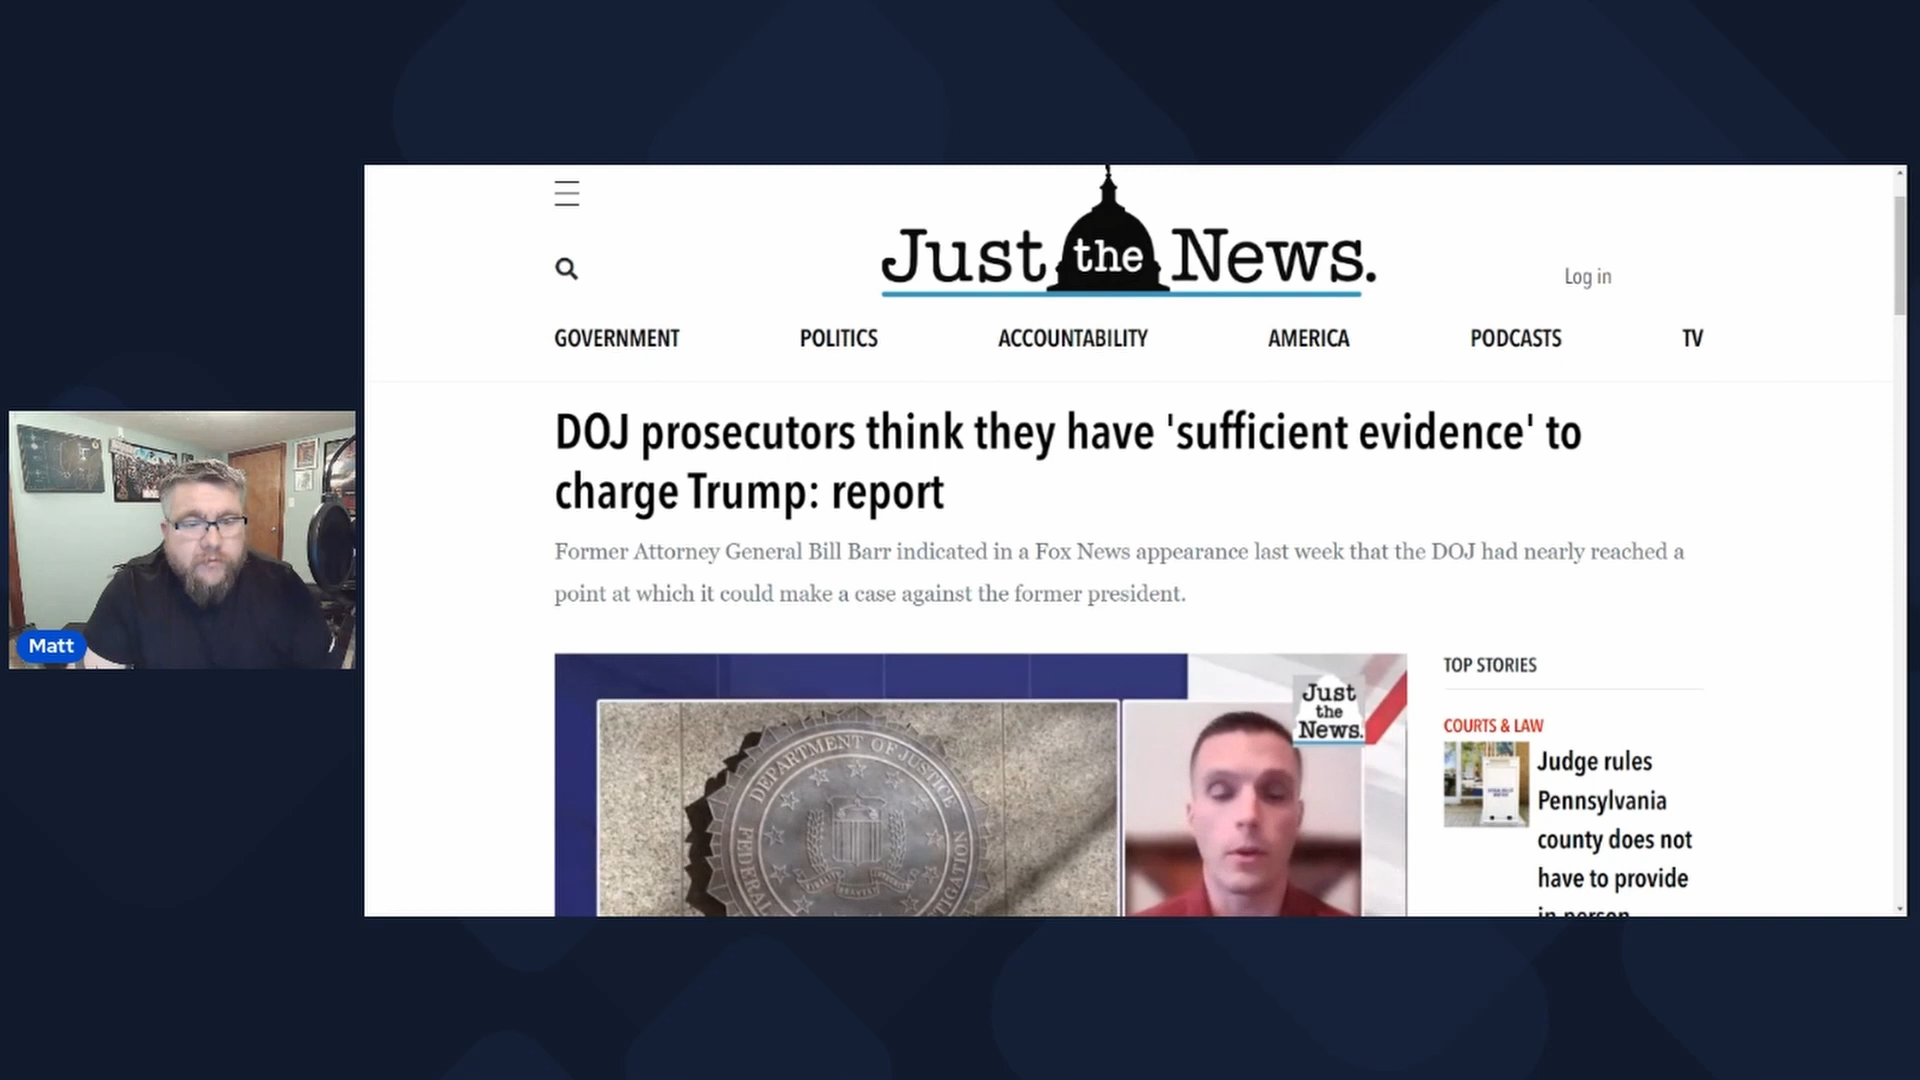 Just the News.
Log in
GOVERNMENT
POLITICS
ACCOUNTABILITY
AMERICA
PODCASTS
TV
DOJ prosecutors think they have 'sufficient evidence' to
charge Trump: report
Former Attorney General Bill Barr indicated in a Fox News appearance last week that the DOJ had nearly reached a
point at which it could make a case against the former president.
Matt
DEPARTMENT OF JUSTICE
FEDERAL
Just
the
News.
TOP STORIES
COURTS & LAW
Judge rules
Pennsylvania
county does not
have to provide
in person